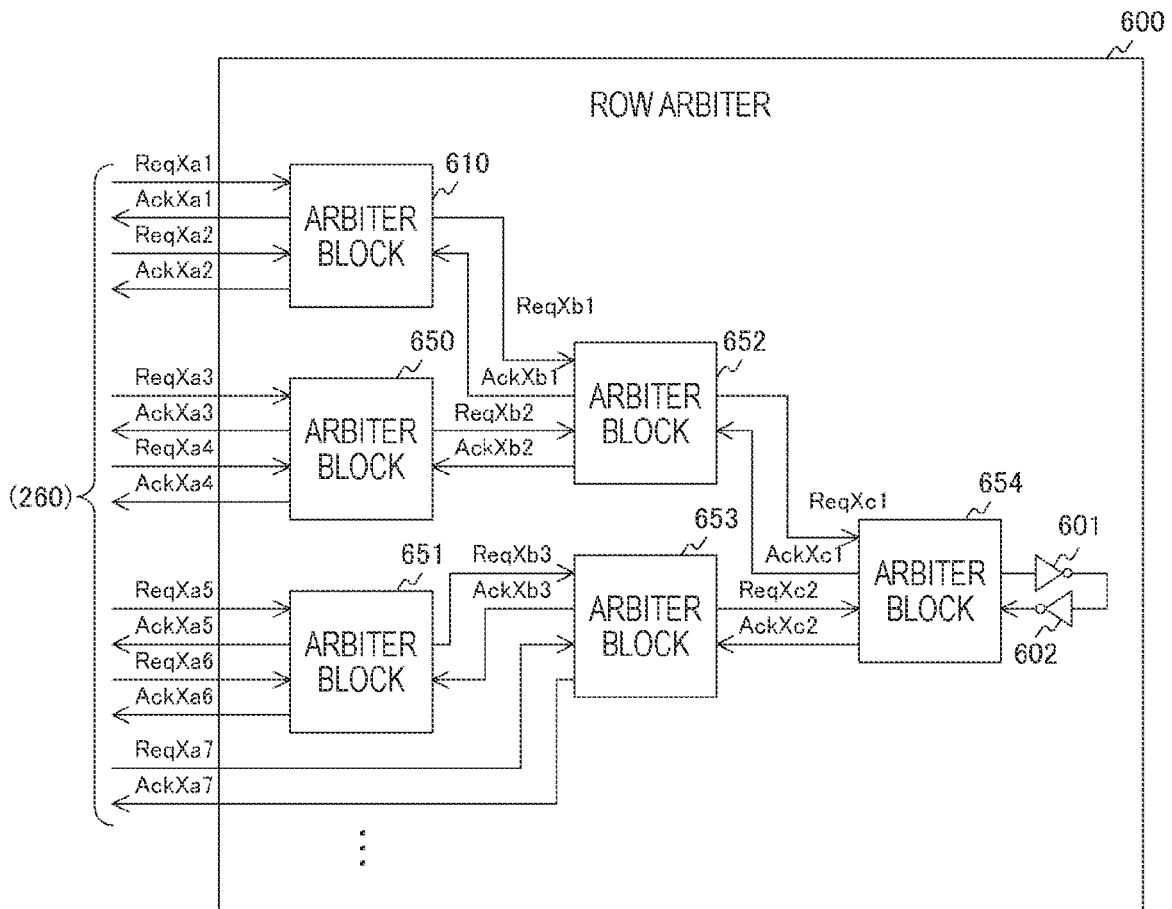 600
ROW ARBITER
ReqXa1
AckXa1
ReqXa2
AckXa2
610
ARBITER
BLOCK
ReqXb1
AckXb1
650
652
ReqXa3
AckXa3
ReqXa4
AckXa4
ARBITER
BLOCK
ReqXb2
AckXb2
ARBITER
BLOCK
(260)
ReqXc1
AckXc1
654
601
651
653
ReqXb3
AckXb3
ReqXa5
AckXa5
ReqXa6
AckXa6
ARBITER
BLOCK
ARBITER
BLOCK
ReqXc2
AckXc2
ARBITER
BLOCK
602
ReqXa7
AckXa7